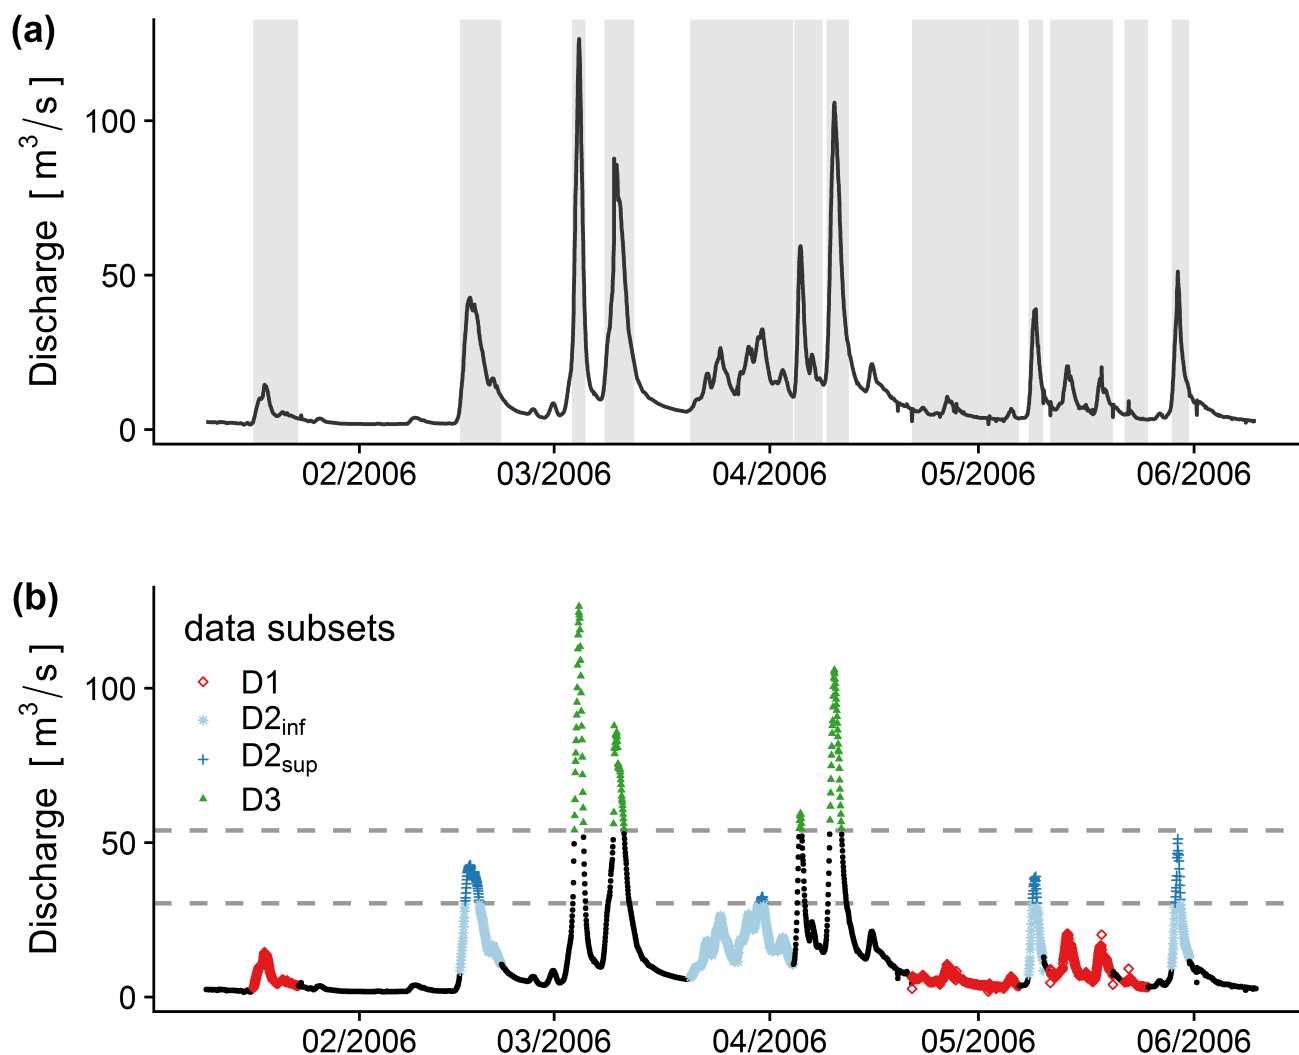 (a)
Discharge [ m³/s ]
100
50
0
02/2006 03/2006 04/2006 05/2006 06/2006
(b)
Discharge [ m³/s ]
data subsets
D1
D2inf
D2sup
D3
100
50
0
02/2006 03/2006 04/2006 05/2006 06/2006